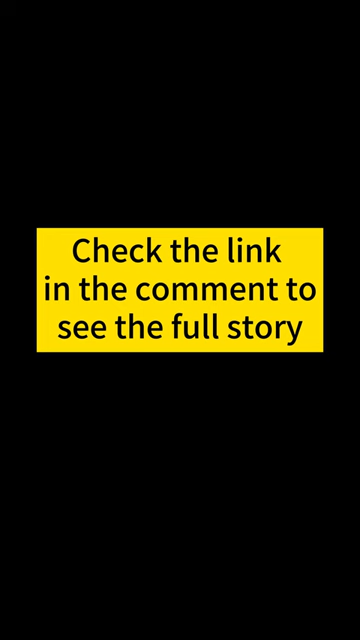 Check the link
in the comment to
see the full story